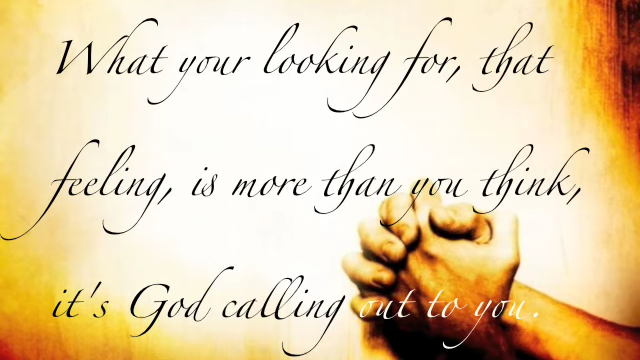 What your looking for, that
feeling, is more than you think,
it's God calling out to you.